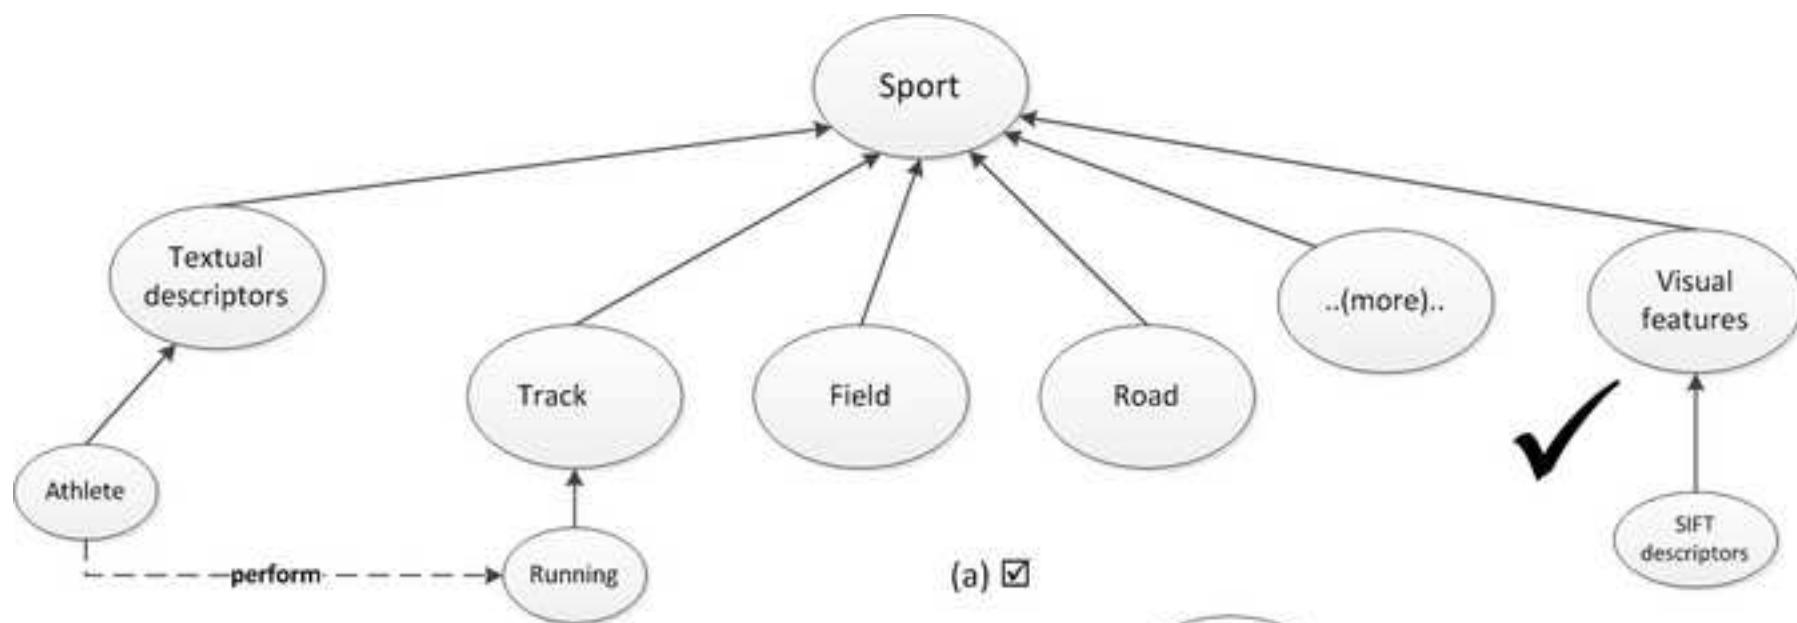 Sport
Textual
descriptors
..(more)..
Visual
features
Track
Field
Road
Athlete
SIFT
descriptors
perform
Running
(a) ☑